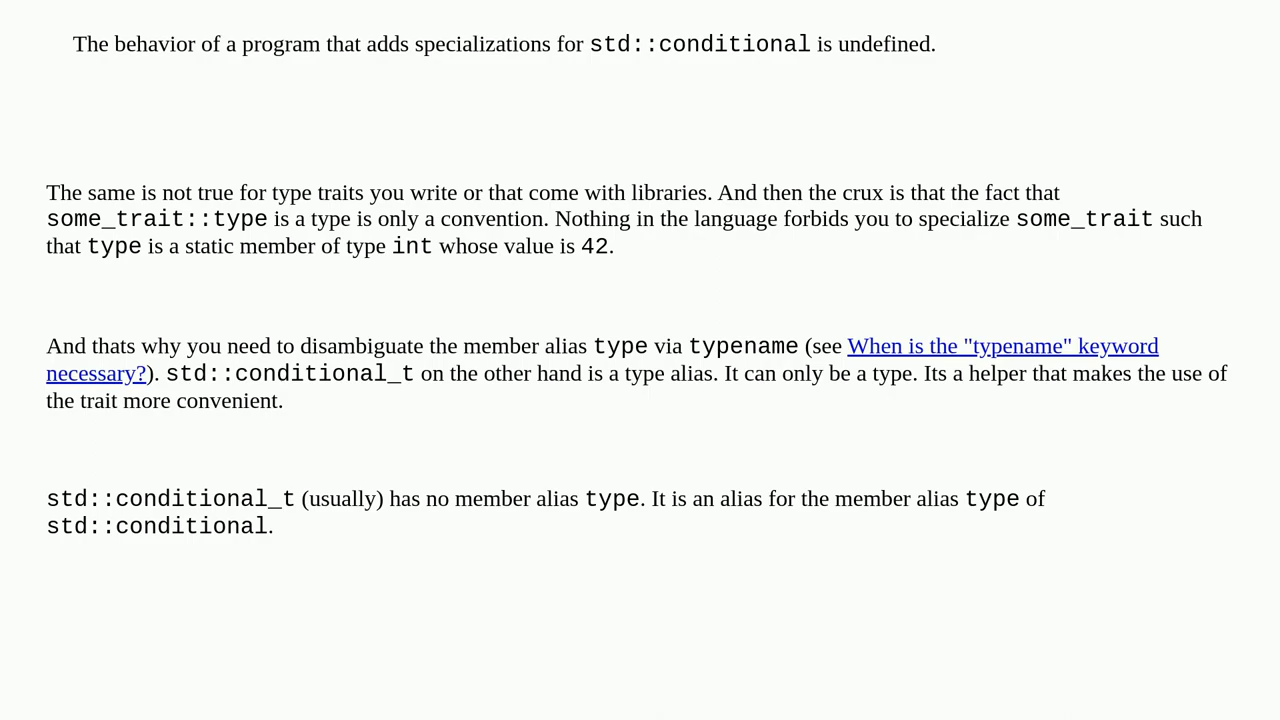 The behavior of a program that adds specializations for std::conditional is undefined.
The same is not true for type traits you write or that come with libraries. And then the crux is that the fact that
some_trait::type is a type is only a convention. Nothing in the language forbids you to specialize some_trait such
that type is a static member of type int whose value is 42.
And thats why you need to disambiguate the member alias type via typename (see When is the "typename" keyword
necessary?). std::conditional_t on the other hand is a type alias. It can only be a type. Its a helper that makes the use of
the trait more convenient.
std::conditional_t (usually) has no member alias type. It is an alias for the member alias type of
std::conditional.